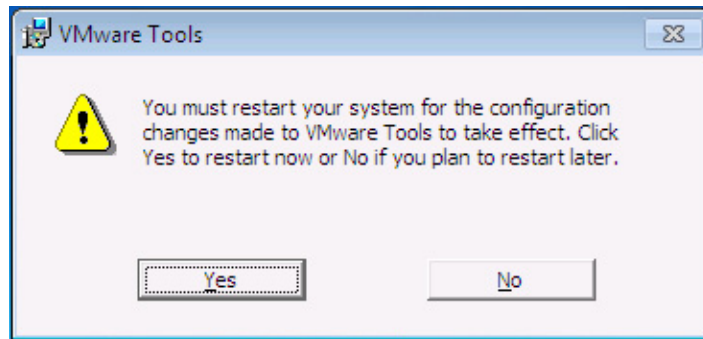 VMware Tools
You must restart your system for the configuration
changes made to VMware Tools to take effect. Click
Yes to restart now or No if you plan to restart later.
Yes
No